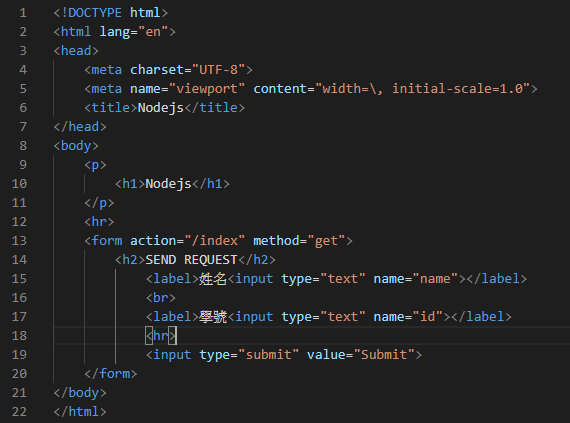 1 <!DOCTYPE html>
2 <html lang="en">
3 <head>
4 <meta charset="UTF-8">
5 <meta name="viewport" content="width=\, initial-scale=1.0">
6 <title>Nodejs</title>
7 </head>
8 <body>
9 <p>
10 <h1>Nodejs</h1>
11 </p>
12 <hr>
13 <form action="/index" method="get">
14 <h2>SEND REQUEST</h2>
15 <label>姓名<input type="text" name="name"></label>
16 <br>
17 <label>學號<input type="text" name="id"></label>
18 <hr>
19 <input type="submit" value="Submit">
20 </form>
21 </body>
22 </html>